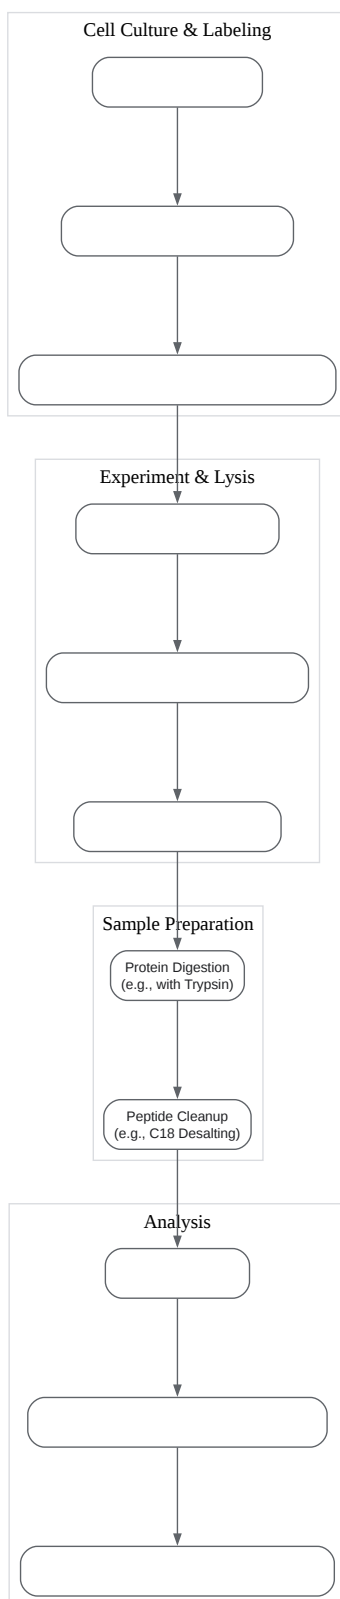 Cell Culture & Labeling
Experiment & Lysis
Sample Preparation
Protein Digestion
(e.g., with Trypsin)
Peptide Cleanup
(e.g., C18 Desalting)
Analysis